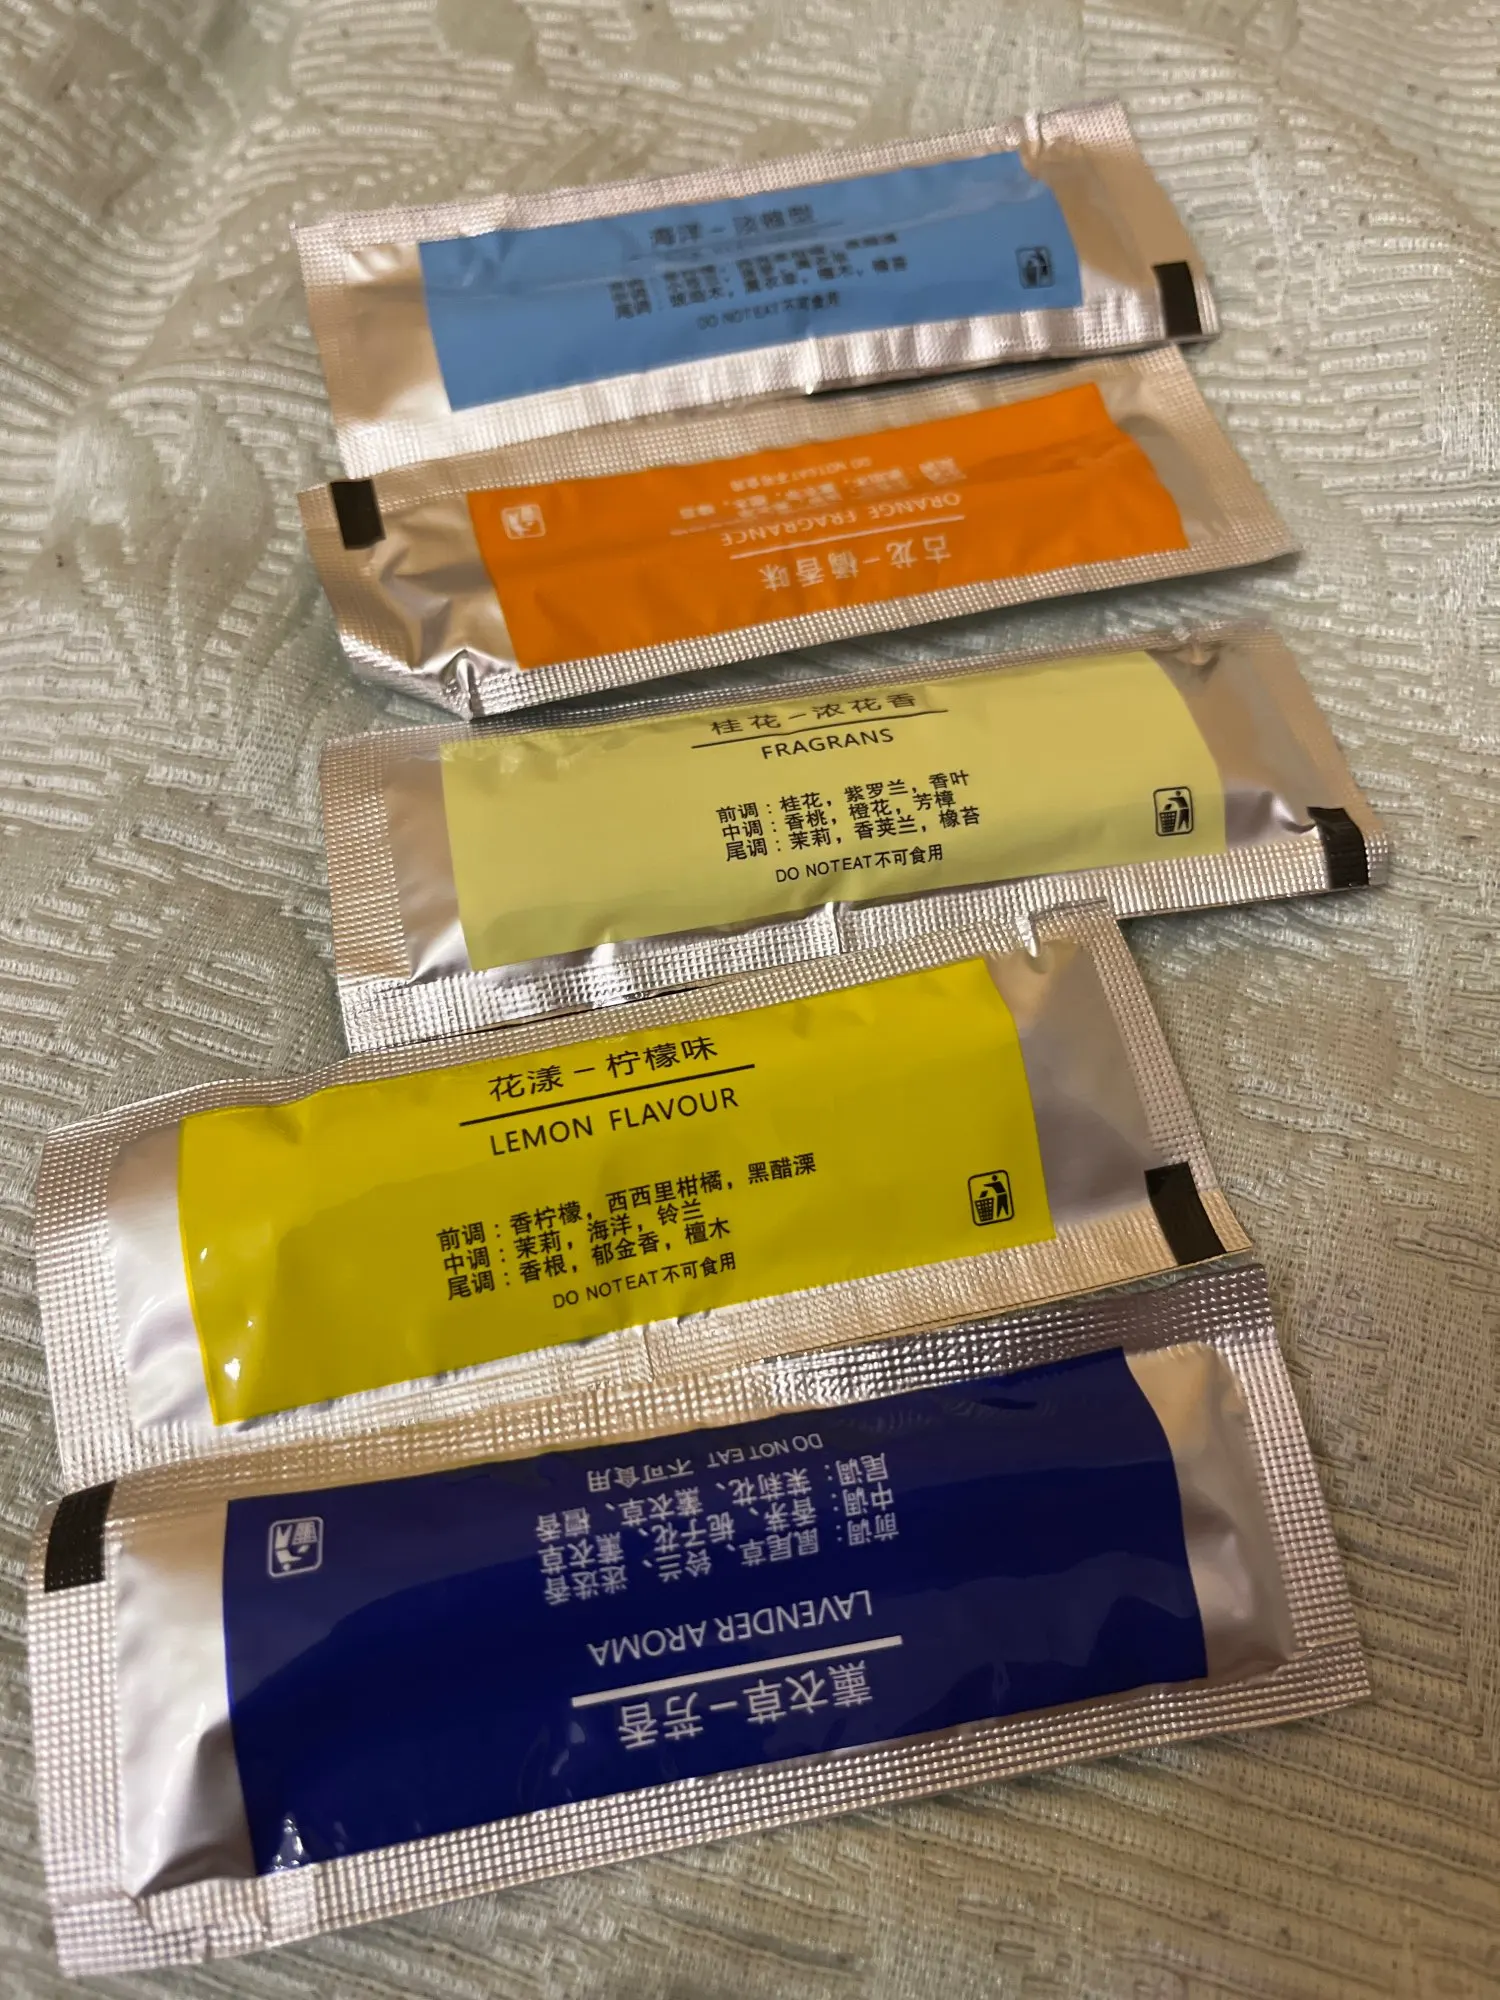 海洋－淡雅型
DO NOTEAT不可食用
古龙－橘香味
ORANGE FRAGRANCE
DO NOTEAT不可食用
桂花－浓花香
FRAGRANS
前调：桂花，紫罗兰，香叶
中调：香桃，橙花，芳樟
尾调：茉莉，香荚兰，橡苔
DO NOTEAT不可食用
花漾－柠檬味
LEMON FLAVOUR
前调：香柠檬，西西里柑橘，黑醋溧
中调：茉莉，海洋，铃兰
尾调：香根，郁金香，檀木
DO NOTEAT不可食用
薰衣草－芳香
LAVENDER AROMA
前调：鼠尾草、铃兰、迷迭香
中调：香茅、栀子花、薰衣草
尾调：茉莉花、薰衣草、檀香
DO NOT EAT 不可食用